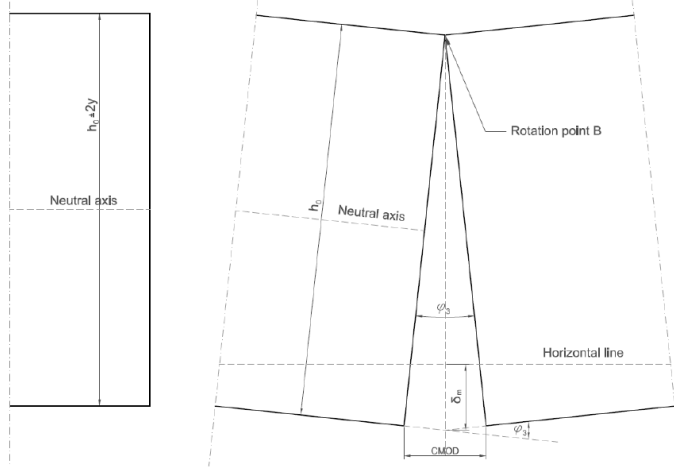 h₀ ±2y
Neutral axis
Rotation point B
h₀
Neutral axis
φ₃
Horizontal line
δₘ
φ₃
CMOD